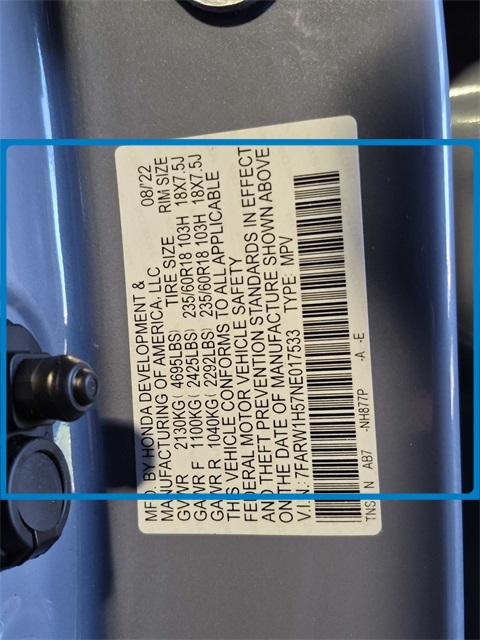 MFD. BY HONDA DEVELOPMENT & 08/'22
MANUFACTURING OF AMERICA, LLC
TIRE SIZE RIM SIZE
GVWR 2130KG ( 4695LBS)
GAWR F 1100KG ( 2425LBS) 235/60R18 103H 18X7.5J
GAWR R 1040KG ( 2292LBS) 235/60R18 103H 18X7.5J
THIS VEHICLE CONFORMS TO ALL APPLICABLE
FEDERAL MOTOR VEHICLE SAFETY
AND THEFT PREVENTION STANDARDS IN EFFECT
ON THE DATE OF MANUFACTURE SHOWN ABOVE
V.I.N.: 7FARW1H57NE017533 TYPE: MPV
TNS N AB7 -NH877P -A -E